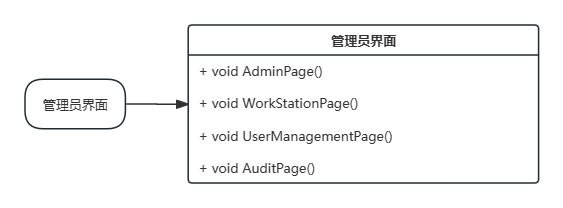 管理员界面
管理员界面
+ void AdminPage()
+ void WorkStationPage()
+ void UserManagementPage()
+ void AuditPage()